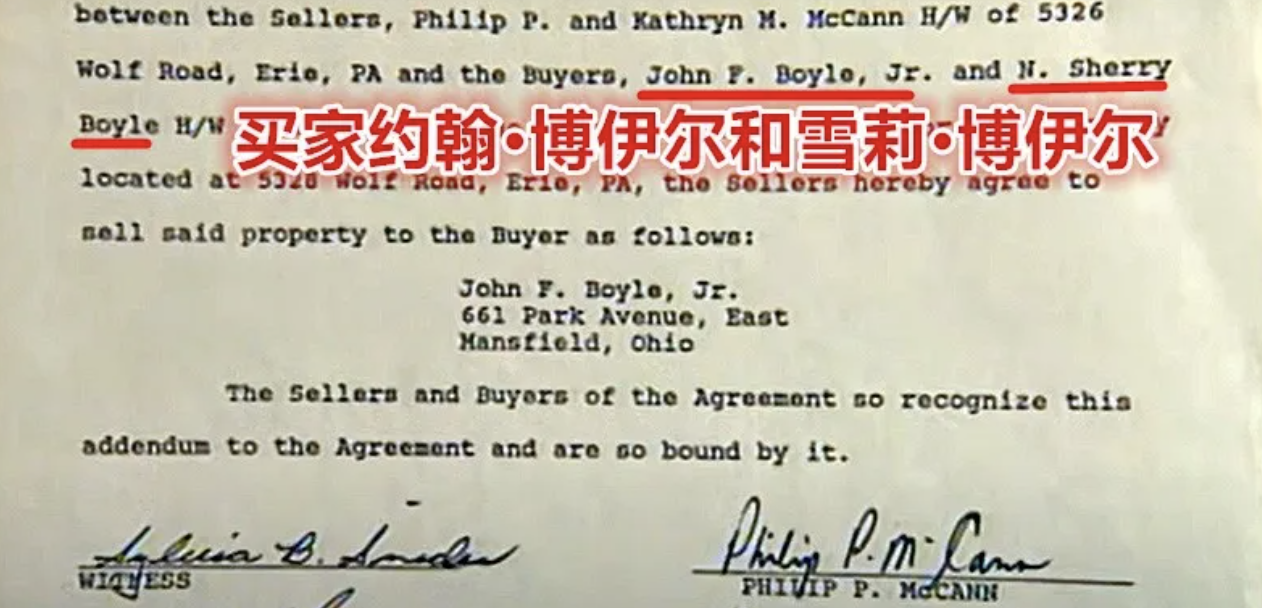 between the Sellers, Philip P. and Kathryn M. McCann H/W of 5326
Wolf Road, Erie, PA and the Buyers, John F. Boyle, Jr. and N. Sherry
Boyle H/W
买家约翰·博伊尔和雪莉·博伊尔
located at 5328 Wolf Road, Erie, PA, the Sellers hereby agree to
sell said property to the Buyer as follows:
John F. Boyle, Jr.
661 Park Avenue, East
Mansfield, Ohio
The Sellers and Buyers of the Agreement so recognize this
addendum to the Agreement and are so bound by it.
Sylvia B.
Philip P. McCann
WITNESS
PHILIP P. McCANN